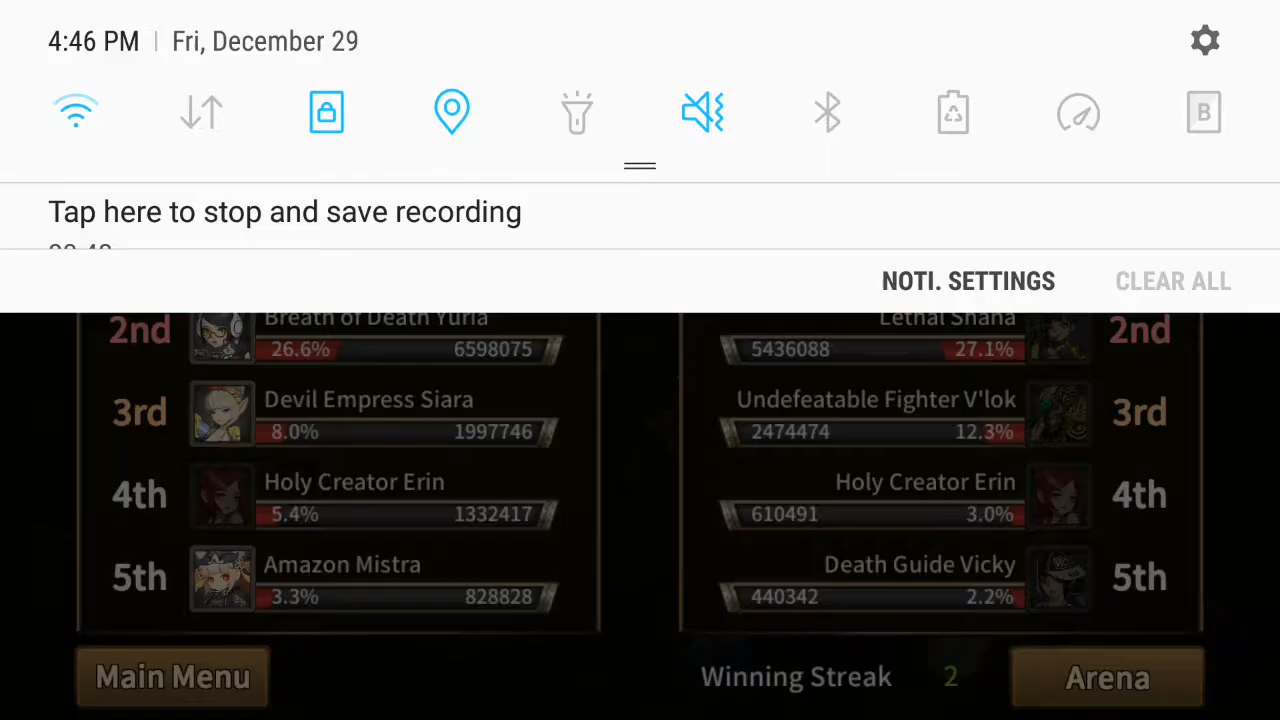 4:46 PM | Fri, December 29
B
Tap here to stop and save recording
NOTI. SETTINGS CLEAR ALL
2nd Breath of Death Yuria Lethal Shana 2nd
26.6% 6598075 5436088 27.1%
3rd Devil Empress Siara Undefeatable Fighter V'lok 3rd
8.0% 1997746 2474474 12.3%
4th Holy Creator Erin Holy Creator Erin 4th
5.4% 1332417 610491 3.0%
5th Amazon Mistra Death Guide Vicky 5th
3.3% 828828 440342 2.2%
Main Menu Winning Streak 2 Arena